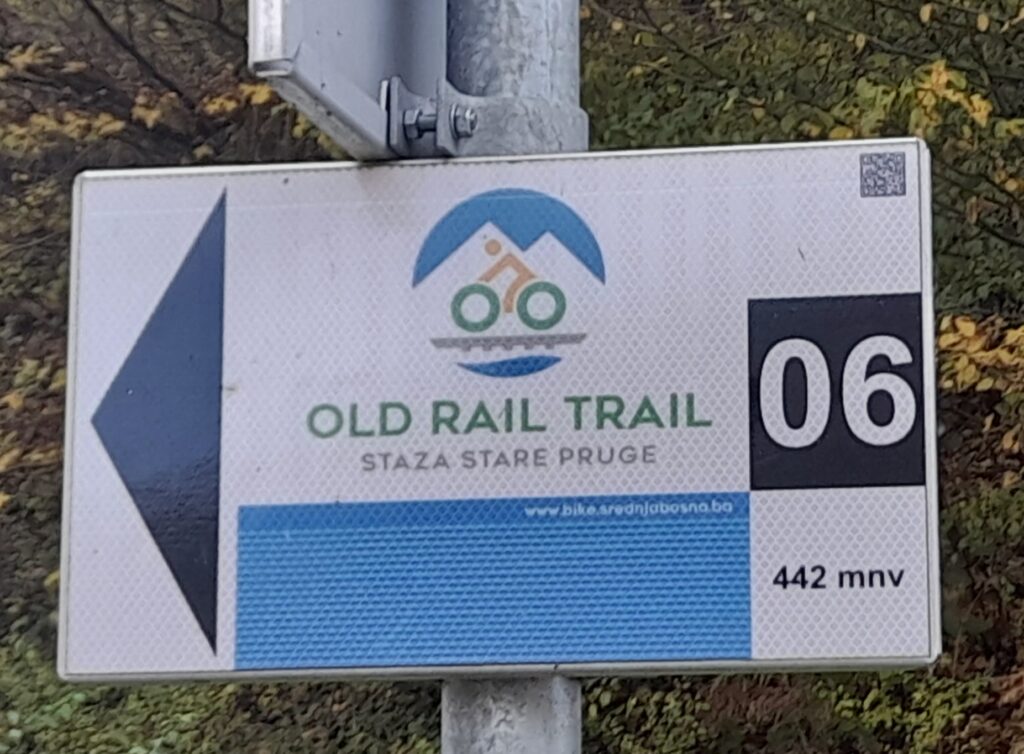 OLD RAIL TRAIL
STAZA STARE PRUGE
06
www.bike.srednjabosna.ba
442 mnv